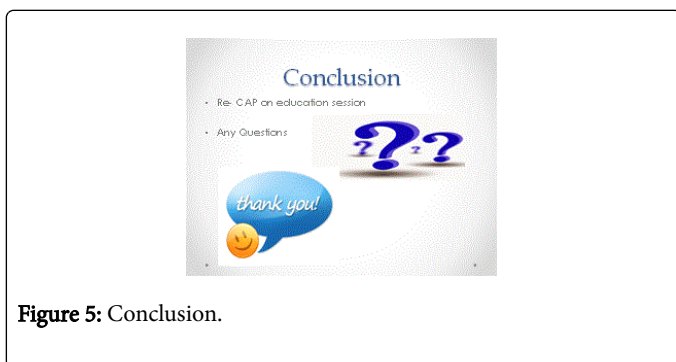 Conclusion
• Re- CAP on education session
• Any Questions
? ? ? ?
thank you!
Figure 5: Conclusion.